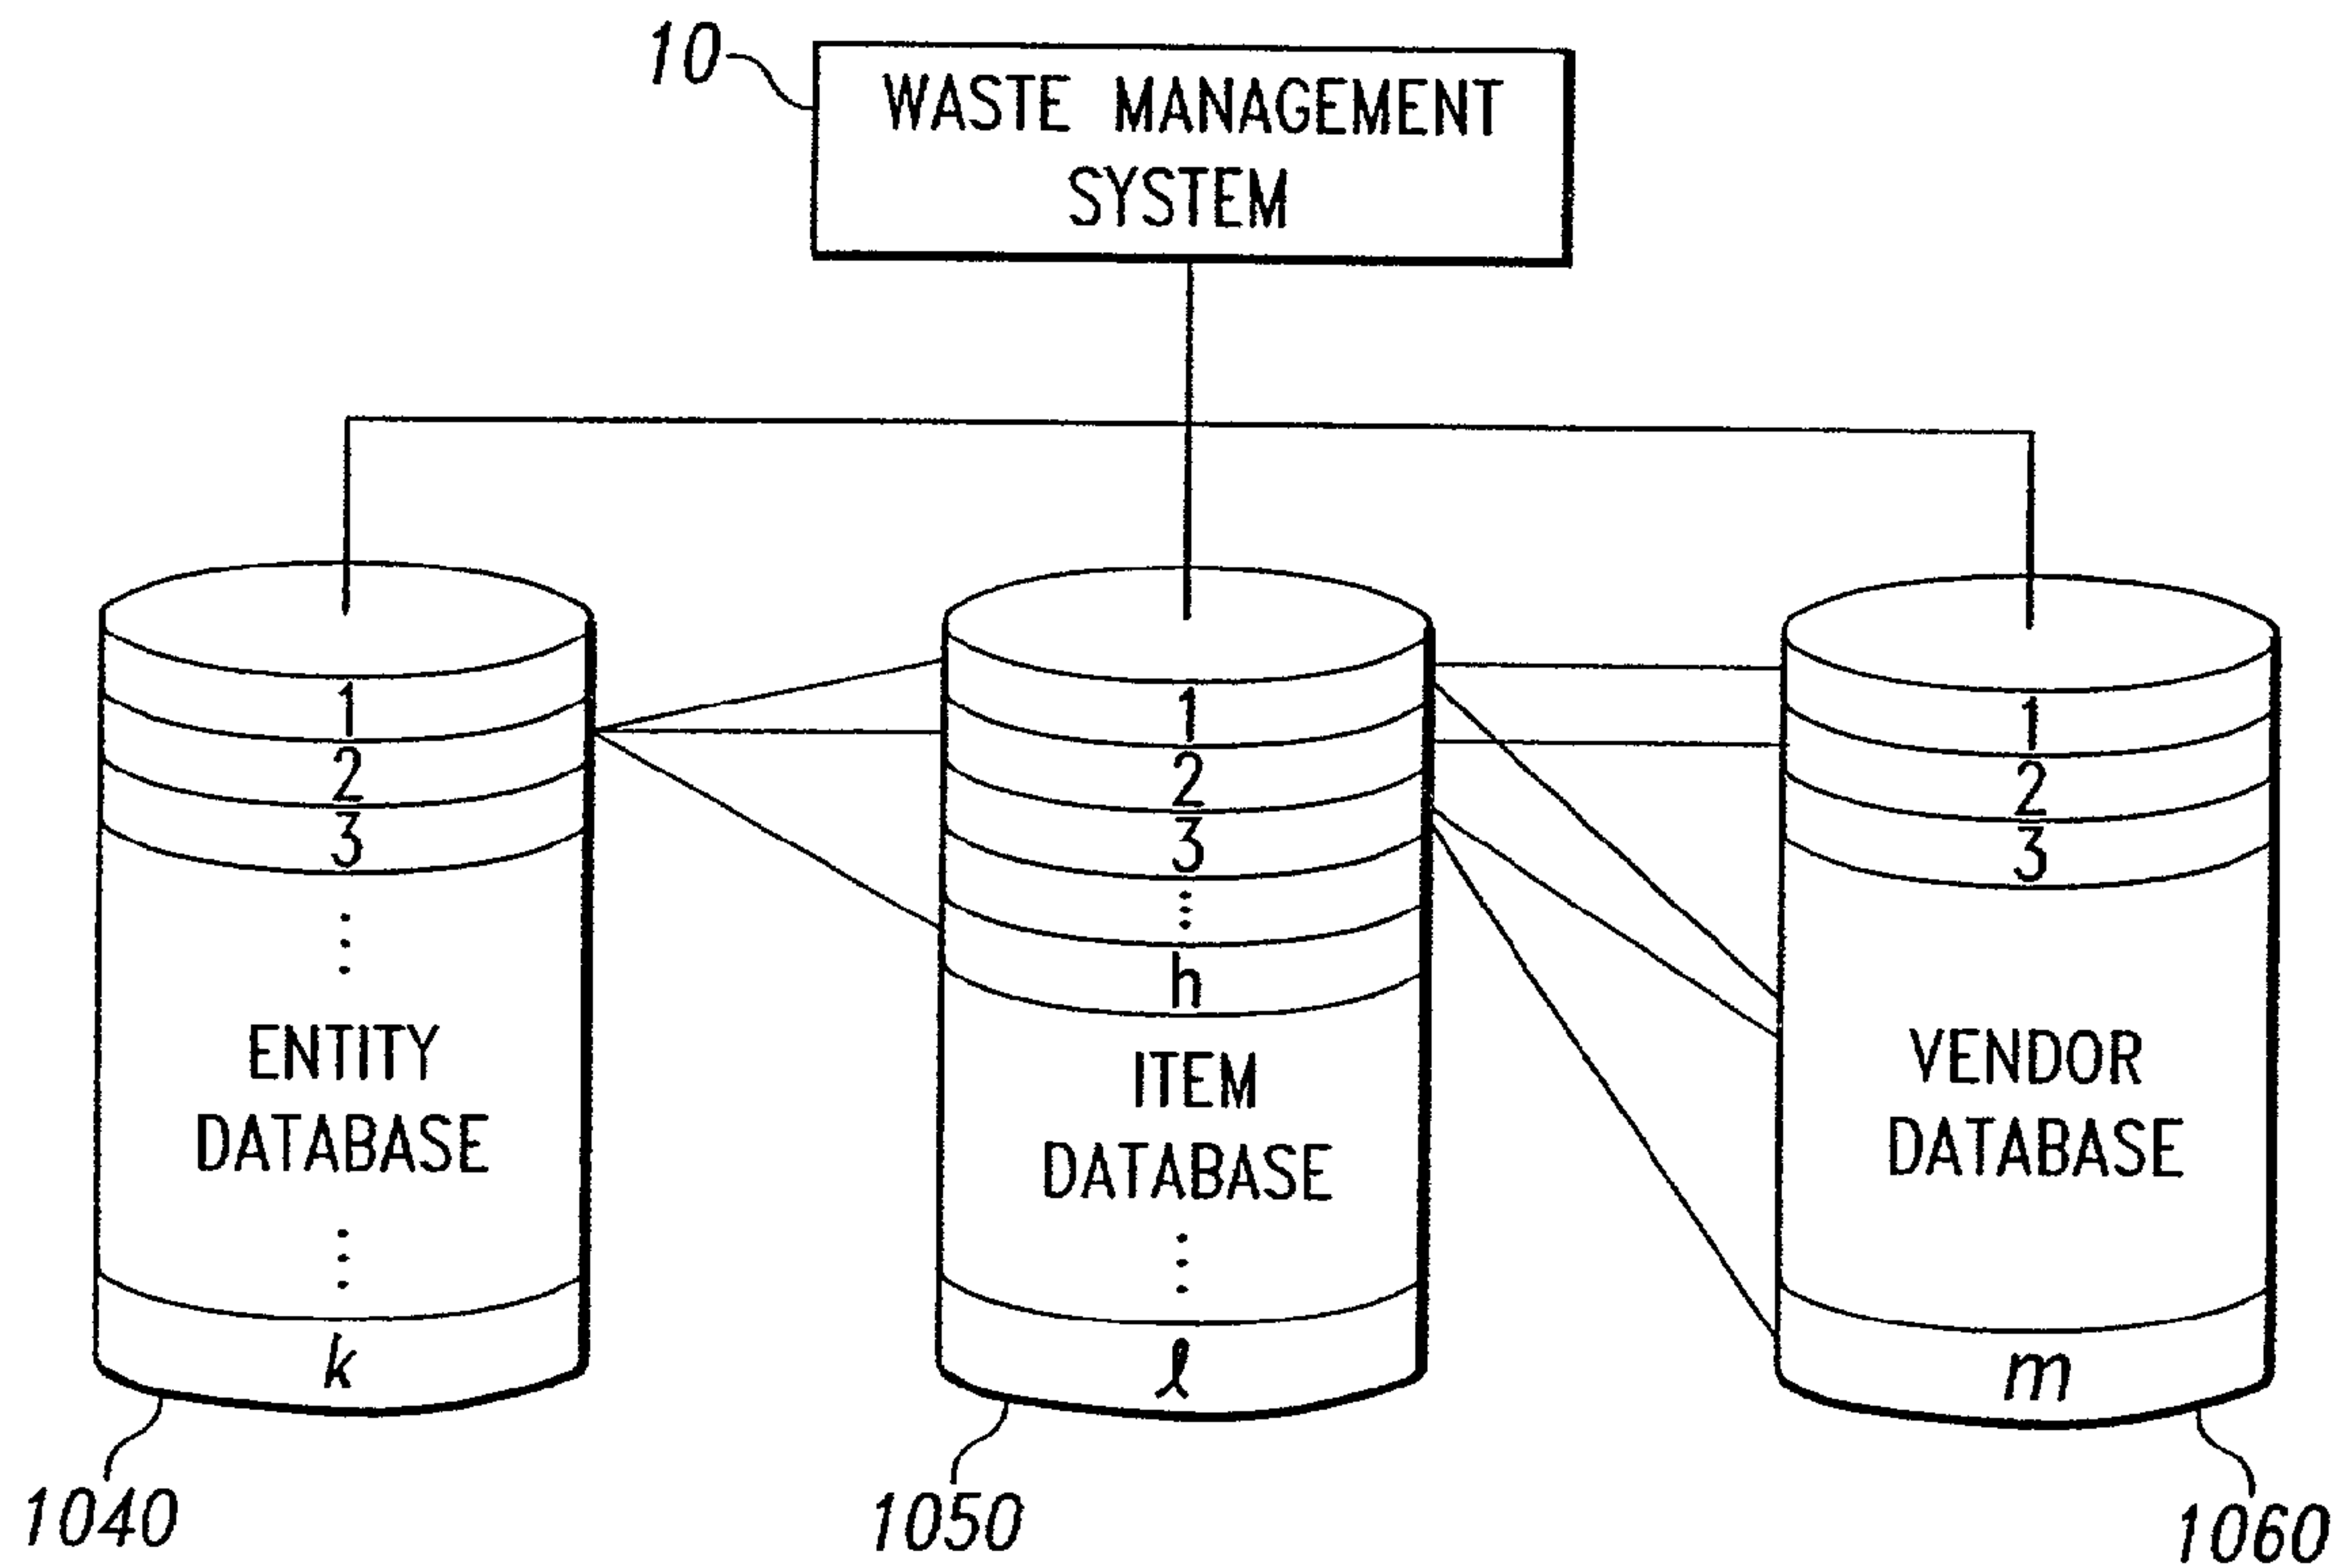 10
WASTE MANAGEMENT
SYSTEM
1
2
3
ENTITY
DATABASE
k
1040
1
2
3
h
ITEM
DATABASE
ℓ
1050
1
2
3
VENDOR
DATABASE
m
1060